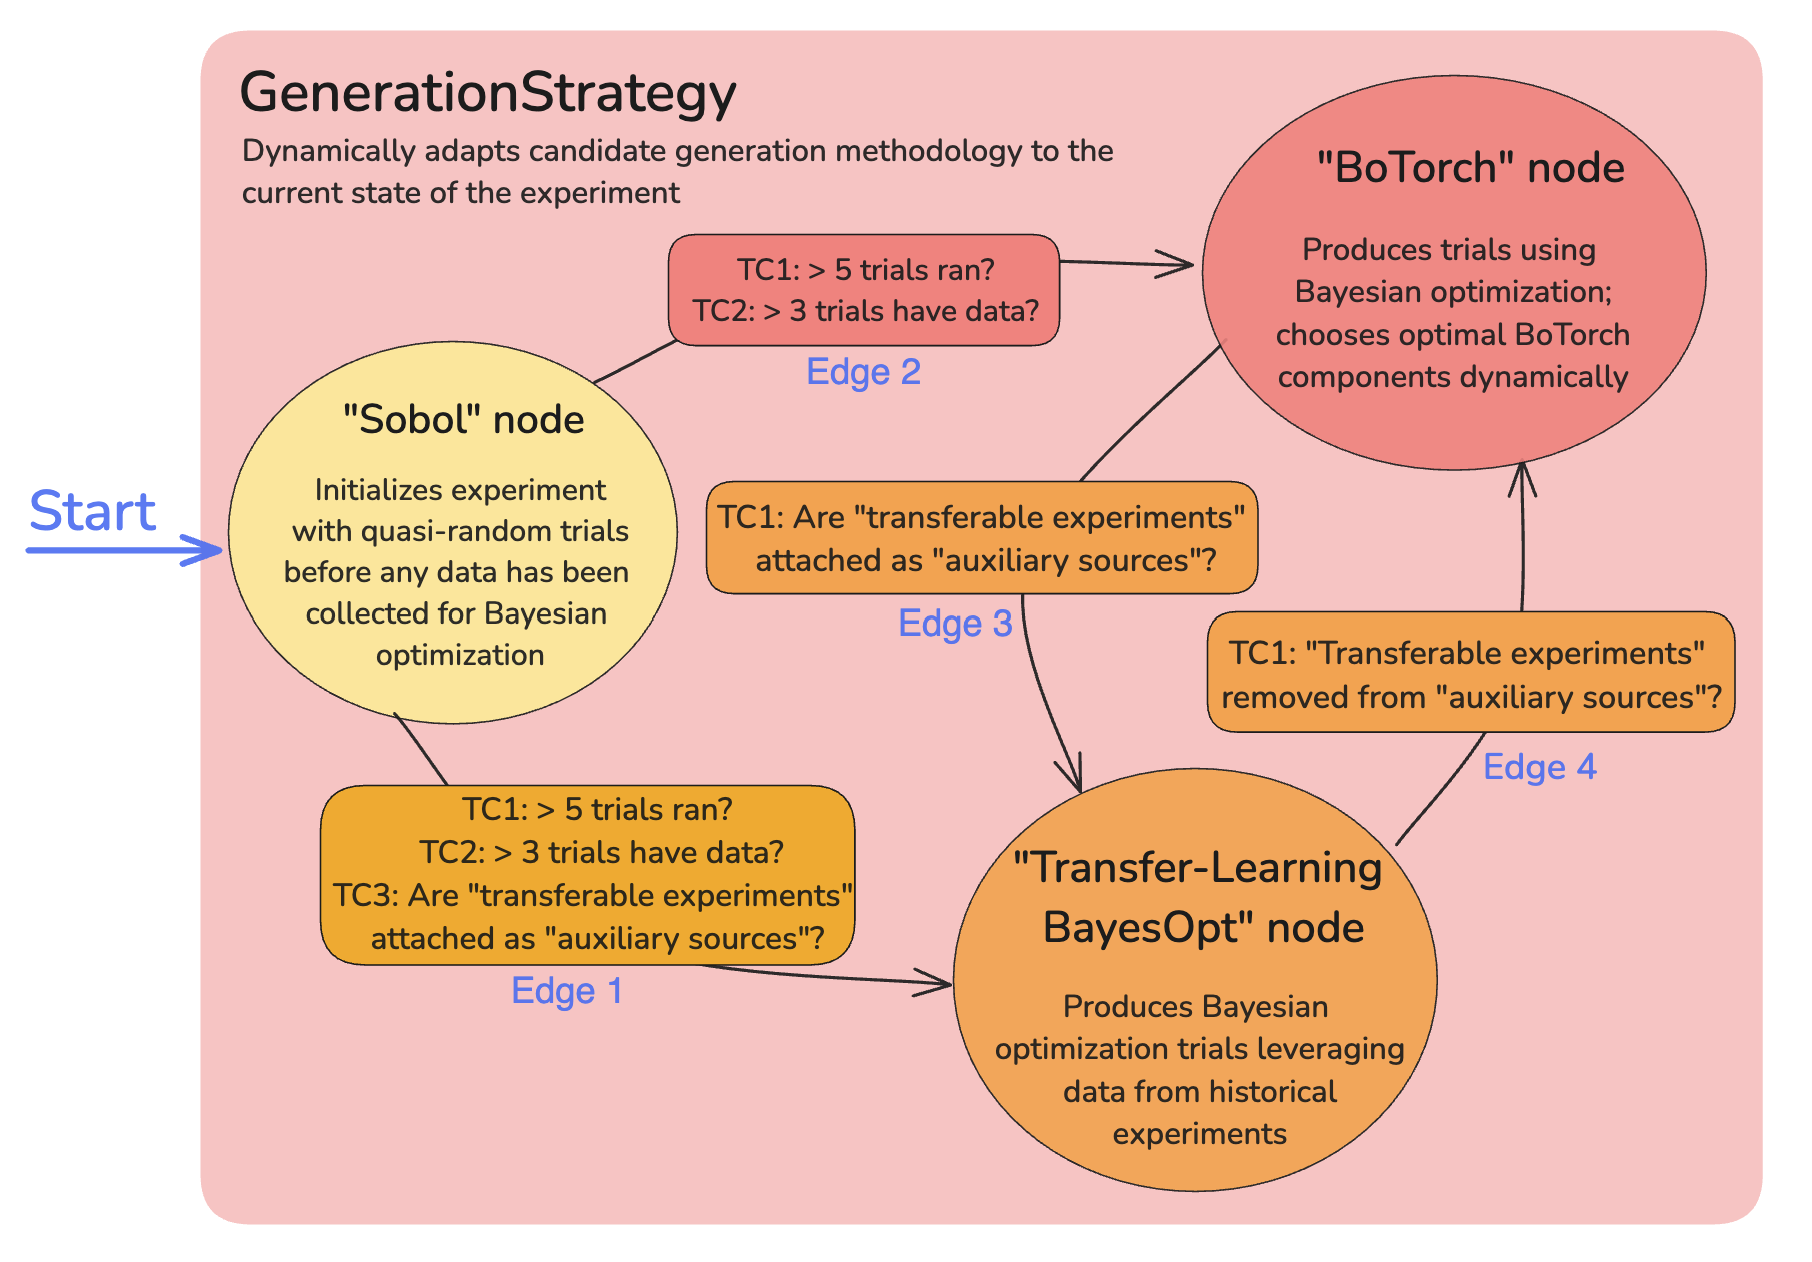 GenerationStrategy
Dynamically adapts candidate generation methodology to the
current state of the experiment
"BoTorch" node
Produces trials using
Bayesian optimization;
chooses optimal BoTorch
components dynamically
TC1: > 5 trials ran?
TC2: > 3 trials have data?
Edge 2
"Sobol" node
Initializes experiment
with quasi-random trials
before any data has been
collected for Bayesian
optimization
Start
TC1: Are "transferable experiments"
attached as "auxiliary sources"?
Edge 3
TC1: "Transferable experiments"
removed from "auxiliary sources"?
Edge 4
TC1: > 5 trials ran?
TC2: > 3 trials have data?
TC3: Are "transferable experiments"
attached as "auxiliary sources"?
Edge 1
"Transfer-Learning
BayesOpt" node
Produces Bayesian
optimization trials leveraging
data from historical
experiments